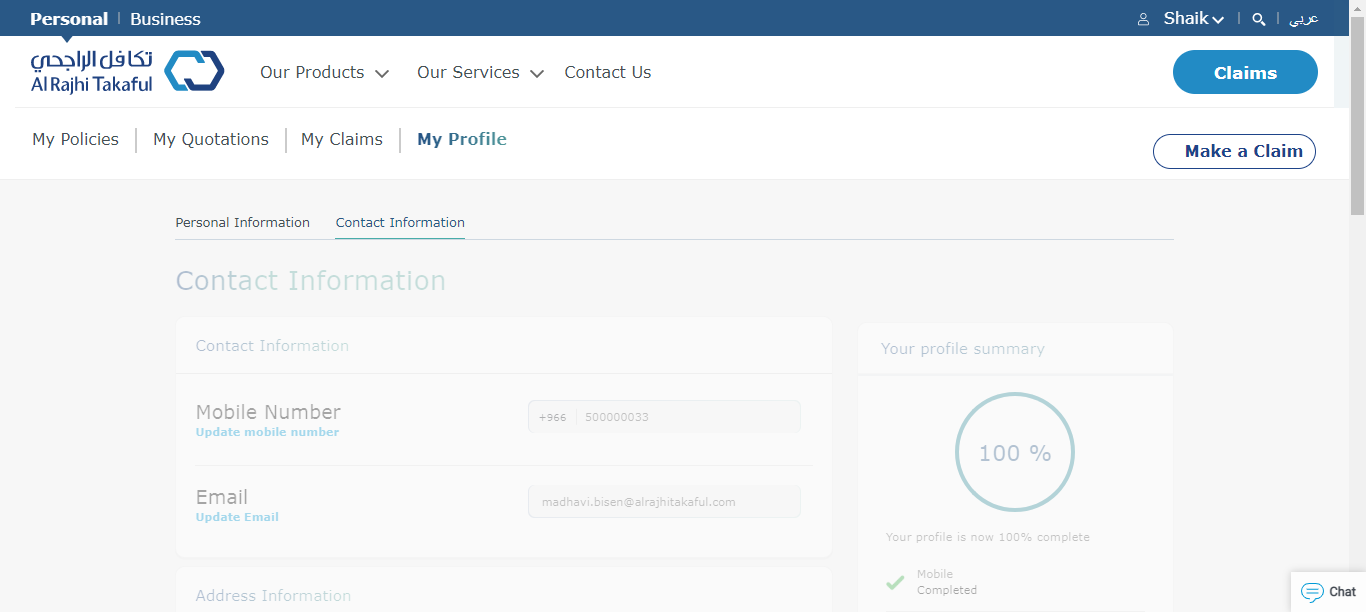 Personal
Business
Shaik
عربي
تكافل الراجحي
Al Rajhi Takaful
Our Products
Our Services
Contact Us
Claims
My Policies
My Quotations
My Claims
My Profile
Make a Claim
Personal Information
Contact Information
Contact Information
Contact Information
Your profile summary
Mobile Number
Update mobile number
+966
500000033
100 %
Email
Update Email
madhavi.bisen@alrajhitakaful.com
Your profile is now 100% complete
Mobile
Completed
Address Information
Chat